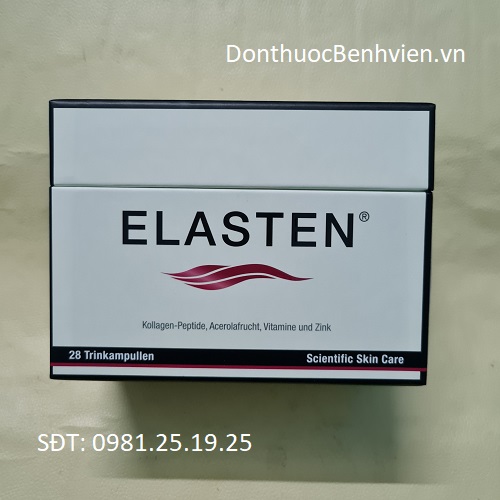 DonthuocBenhvien.vn
ELASTEN®
Kollagen-Peptide, Acerolafrucht, Vitamine und Zink
28 Trinkampullen Scientific Skin Care
SĐT: 0981.25.19.25